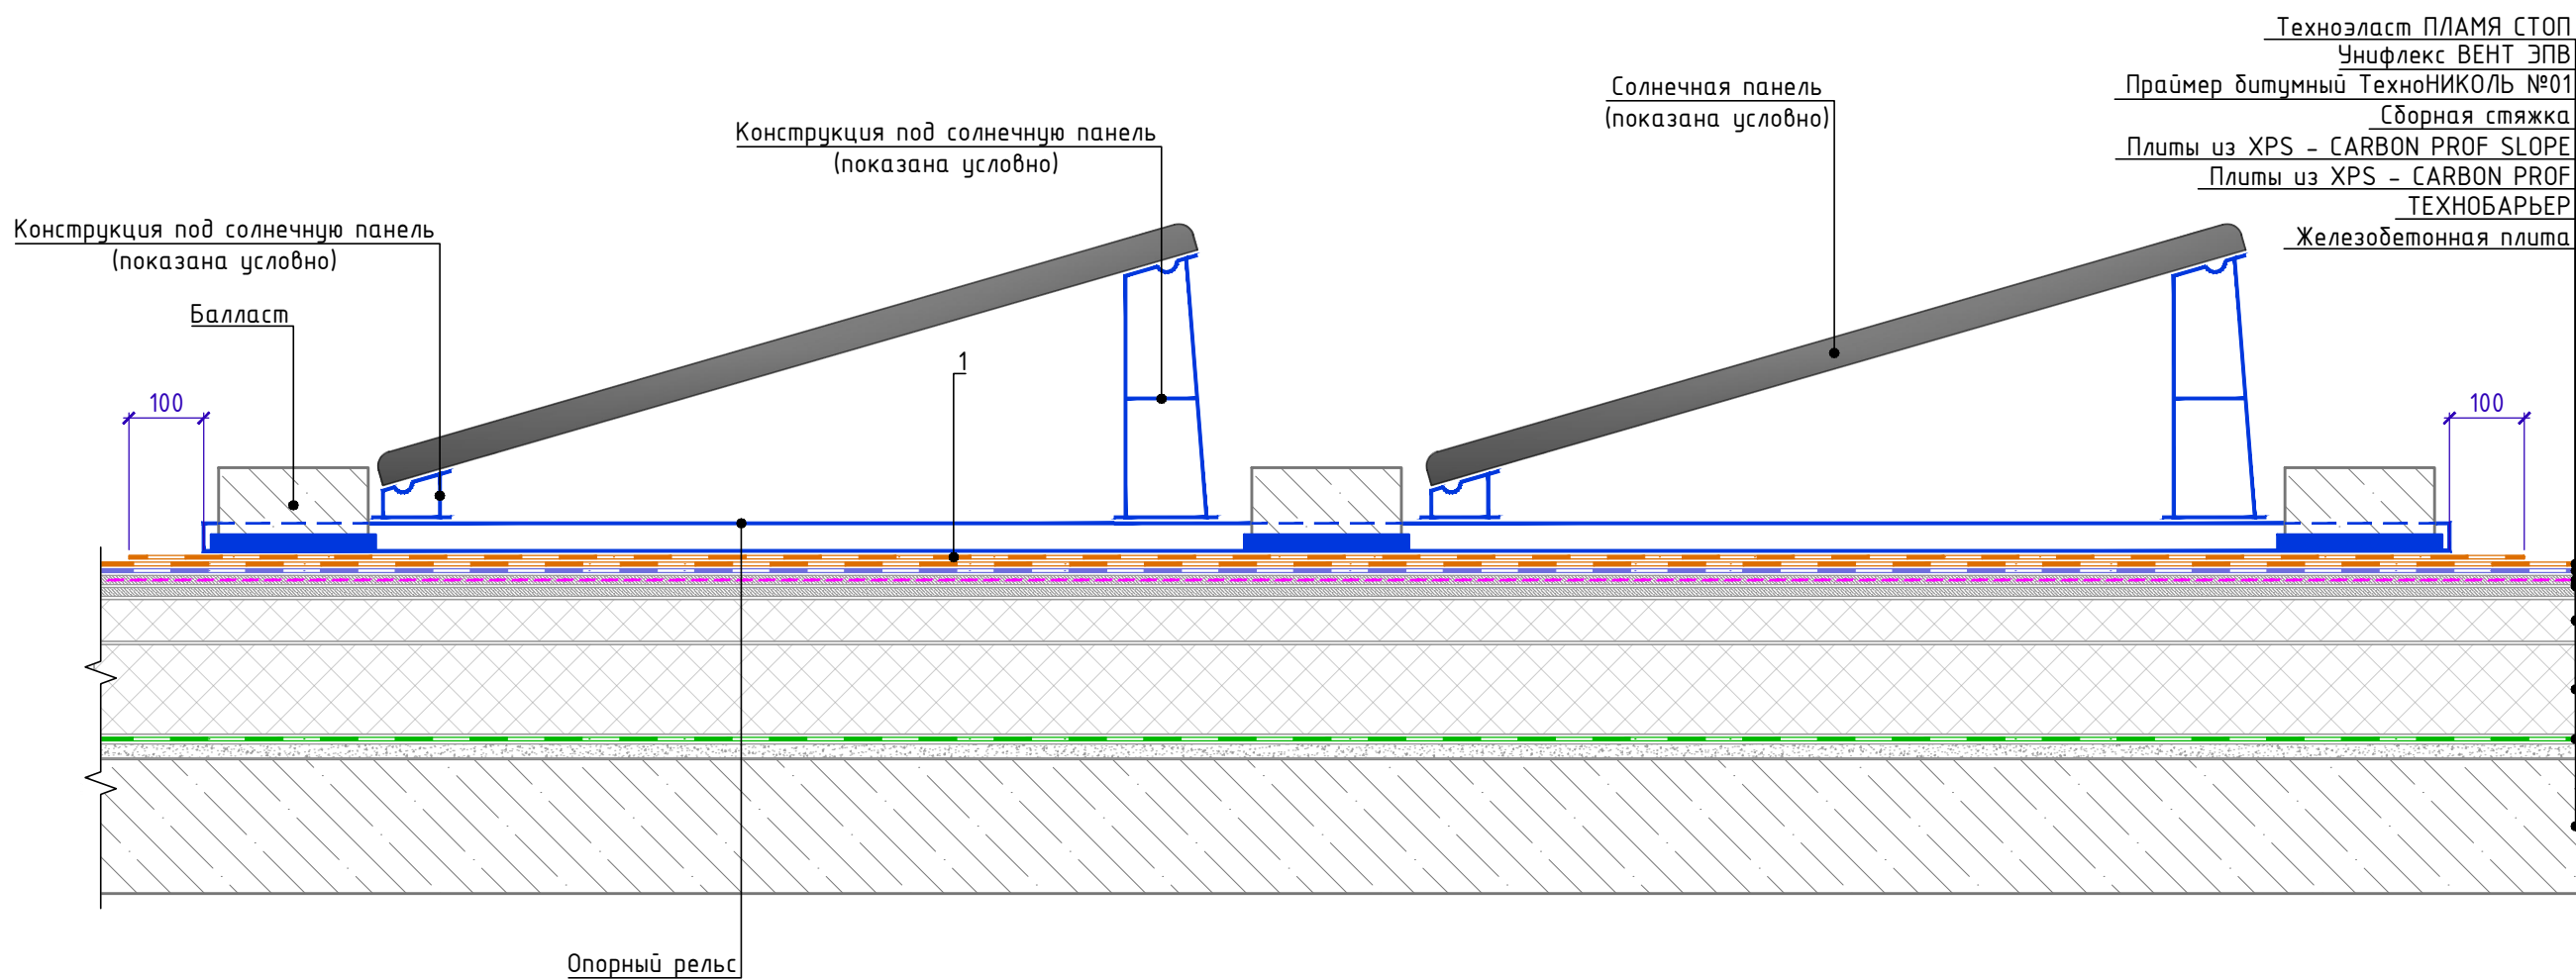 Техноэласт ПЛАМЯ СТОП
Унифлекс ВЕНТ ЭПВ
Праймер битумный ТехноНИКОЛЬ №01
Сборная стяжка
Плиты из XPS - CARBON PROF SLOPE
Плиты из XPS - CARBON PROF
ТЕХНОБАРЬЕР
Железобетонная плита
Солнечная панель
(показана условно)
Конструкция под солнечную панель
(показана условно)
Конструкция под солнечную панель
(показана условно)
Балласт
1
100
100
Опорный рельс